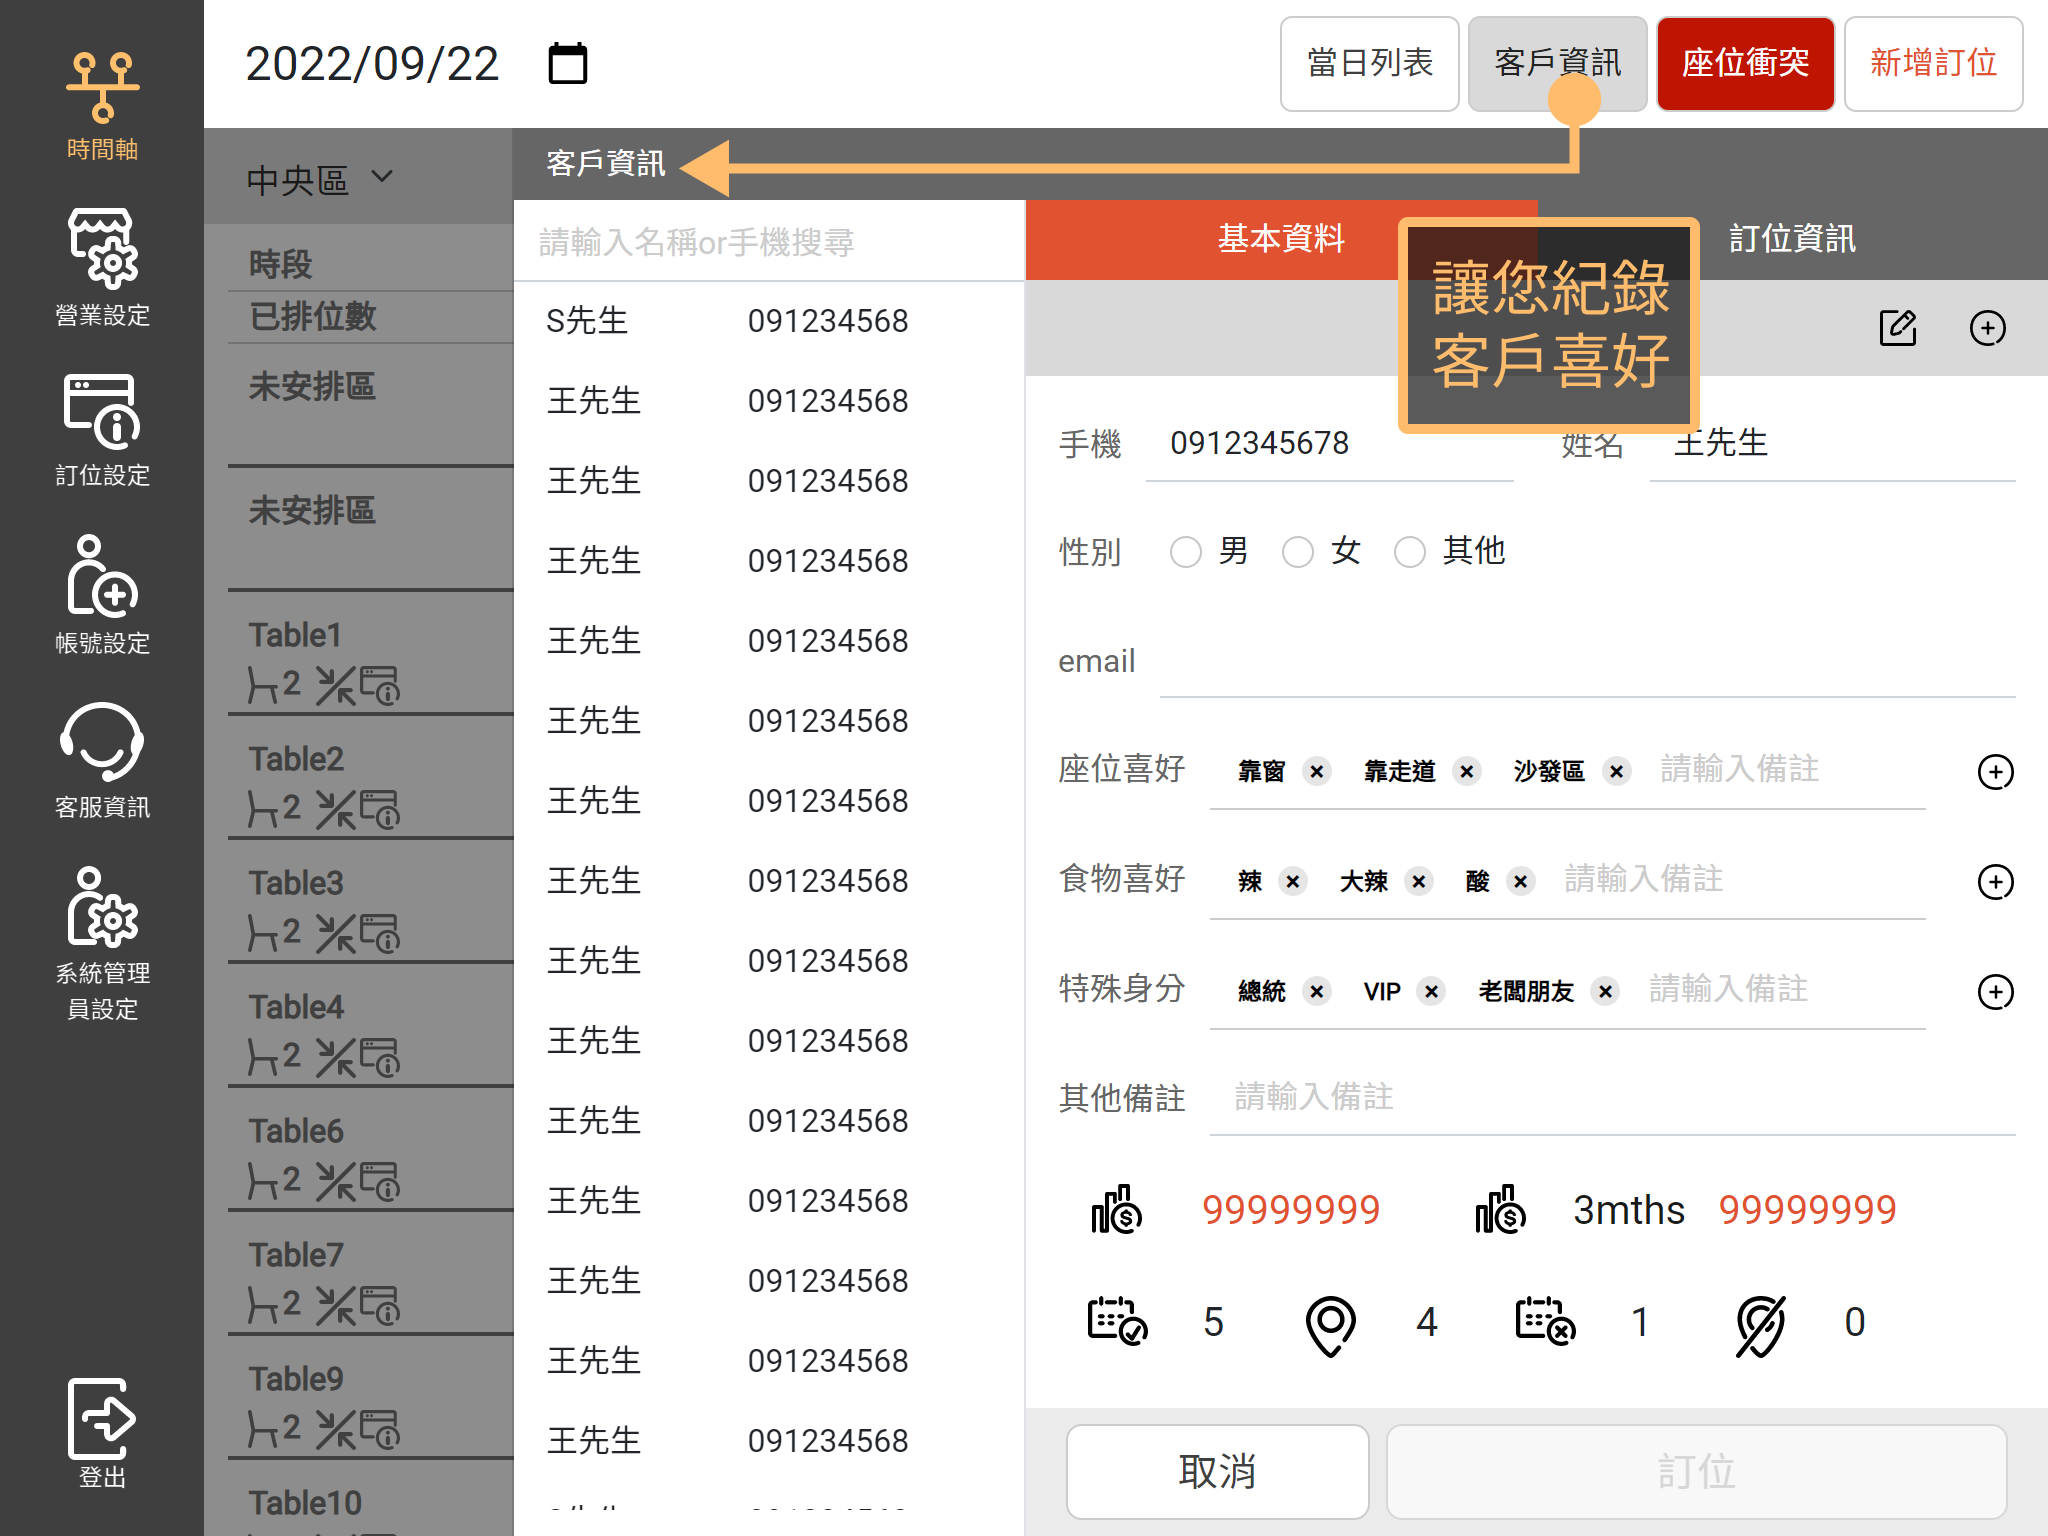 時間軸
營業設定
訂位設定
帳號設定
客服資訊
系統管理
員設定
登出
2022/09/22
當日列表
客戶資訊
座位衝突
新增訂位
中央區
時段
已排位數
未安排區
未安排區
Table1
2
Table2
2
Table3
2
Table4
2
Table6
2
Table7
2
Table9
2
Table10
客戶資訊
請輸入名稱or手機搜尋
S先生 091234568
王先生 091234568
王先生 091234568
王先生 091234568
王先生 091234568
王先生 091234568
王先生 091234568
王先生 091234568
王先生 091234568
王先生 091234568
王先生 091234568
王先生 091234568
王先生 091234568
王先生 091234568
王先生 091234568
基本資料
訂位資訊
讓您紀錄
客戶喜好
手機 0912345678 姓名 王先生
性別 男 女 其他
email
座位喜好 靠窗 靠走道 沙發區 請輸入備註
食物喜好 辣 大辣 酸 請輸入備註
特殊身分 總統 VIP 老闆朋友 請輸入備註
其他備註 請輸入備註
99999999 3mths 99999999
5 4 1 0
取消
訂位